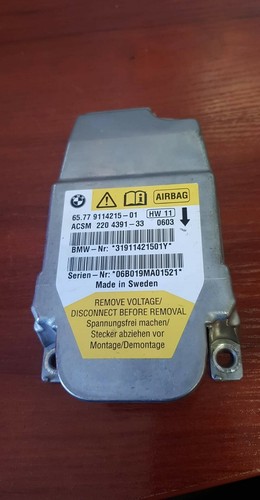 AIRBAG
65.77 9114215-01 HW 11
ACSM 220 4391-33 0603
BMW-Nr: *31911421501Y*
Serien-Nr: *06B019MA01521*
Made in Sweden
REMOVE VOLTAGE/
DISCONNECT BEFORE REMOVAL
Spannungsfrei machen/
Stecker abziehen vor
Montage/Demontage